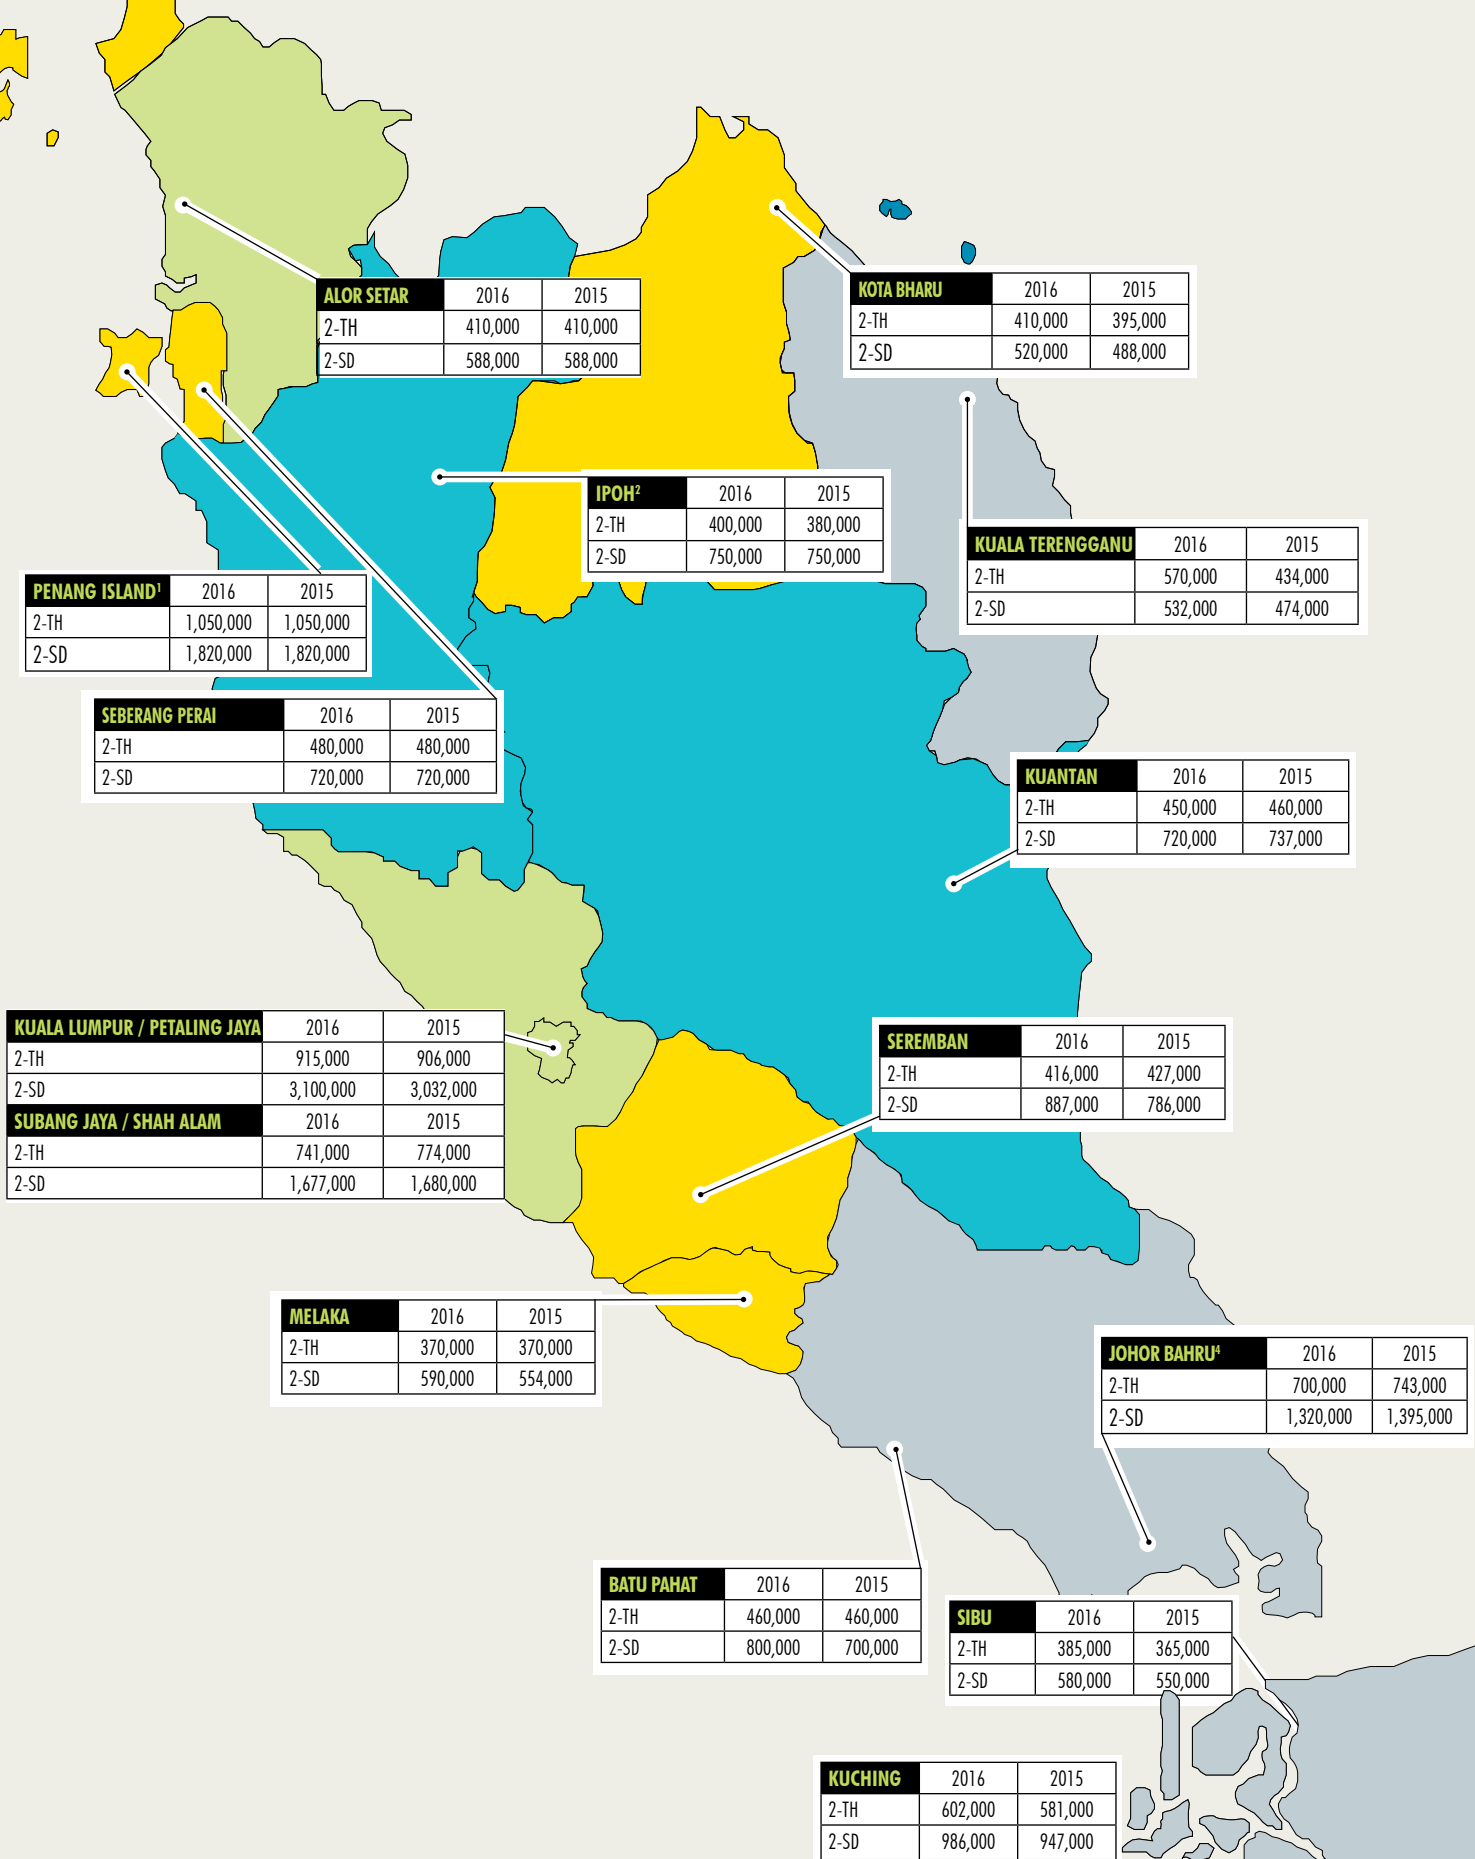 ALOR SETAR 2016 2015
2-TH 410,000 410,000
2-SD 588,000 588,000
KOTA BHARU 2016 2015
2-TH 410,000 395,000
2-SD 520,000 488,000
IPOH² 2016 2015
2-TH 400,000 380,000
2-SD 750,000 750,000
KUALA TERENGGANU 2016 2015
2-TH 570,000 434,000
2-SD 532,000 474,000
PENANG ISLAND¹ 2016 2015
2-TH 1,050,000 1,050,000
2-SD 1,820,000 1,820,000
SEBERANG PERAI 2016 2015
2-TH 480,000 480,000
2-SD 720,000 720,000
KUANTAN 2016 2015
2-TH 450,000 460,000
2-SD 720,000 737,000
KUALA LUMPUR / PETALING JAYA 2016 2015
2-TH 915,000 906,000
2-SD 3,100,000 3,032,000
SUBANG JAYA / SHAH ALAM 2016 2015
2-TH 741,000 774,000
2-SD 1,677,000 1,680,000
SEREMBAN 2016 2015
2-TH 416,000 427,000
2-SD 887,000 786,000
MELAKA 2016 2015
2-TH 370,000 370,000
2-SD 590,000 554,000
JOHOR BAHRU⁴ 2016 2015
2-TH 700,000 743,000
2-SD 1,320,000 1,395,000
BATU PAHAT 2016 2015
2-TH 460,000 460,000
2-SD 800,000 700,000
SIBU 2016 2015
2-TH 385,000 365,000
2-SD 580,000 550,000
KUCHING 2016 2015
2-TH 602,000 581,000
2-SD 986,000 947,000